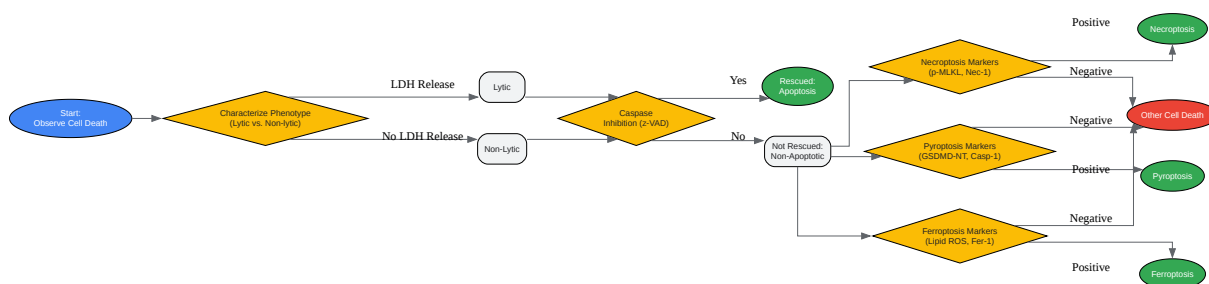 Start:
Observe Cell Death
Characterize Phenotype
(Lytic vs. Non-lytic)
LDH Release
No LDH Release
Lytic
Non-Lytic
Caspase
Inhibition (z-VAD)
Yes
No
Rescued:
Apoptosis
Not Rescued:
Non-Apoptotic
Necroptosis Markers
(p-MLKL, Nec-1)
Positive
Necroptosis
Negative
Other Cell Death
Pyroptosis Markers
(GSDMD-NT, Casp-1)
Negative
Positive
Pyroptosis
Ferroptosis Markers
(Lipid ROS, Fer-1)
Negative
Positive
Ferroptosis